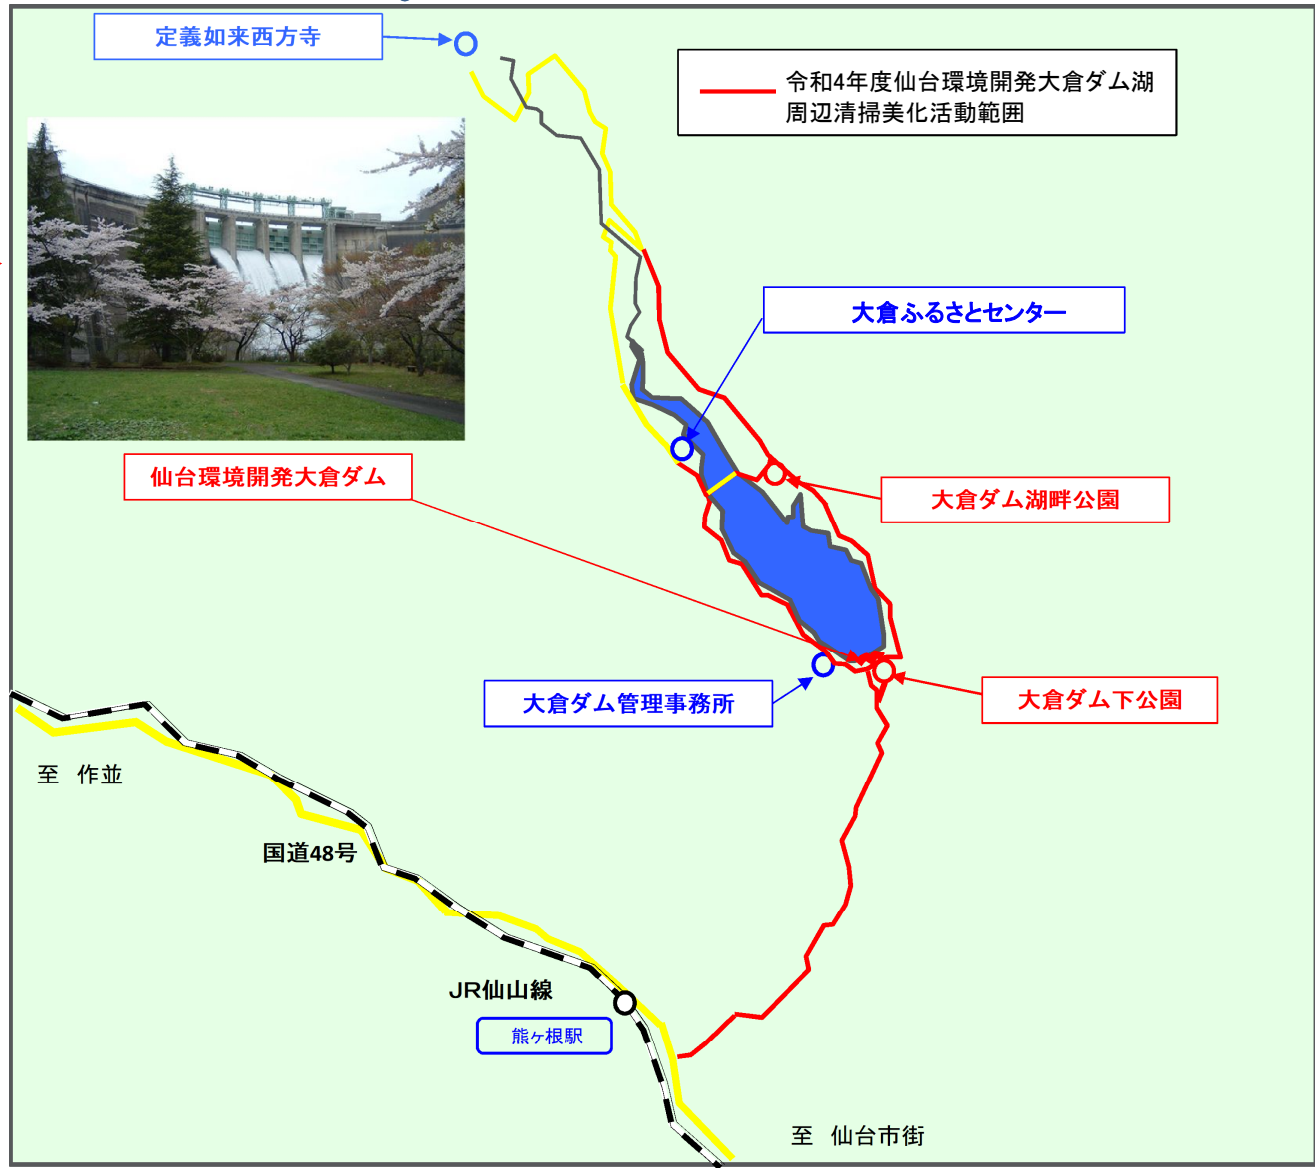 定義如来西方寺
令和4年度仙台環境開発大倉ダム湖
周辺清掃美化活動範囲
大倉ふるさとセンター
仙台環境開発大倉ダム
大倉ダム湖畔公園
大倉ダム管理事務所
大倉ダム下公園
至 作並
国道48号
JR仙山線
熊ヶ根駅
至 仙台市街